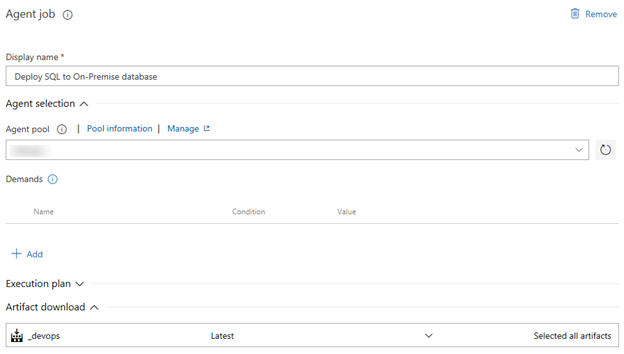 Agent job
Remove
Display name *
Deploy SQL to On-Premise database
Agent selection
Agent pool | Pool information | Manage
Demands
Name Condition Value
Add
Execution plan
Artifact download
_devops Latest Selected all artifacts